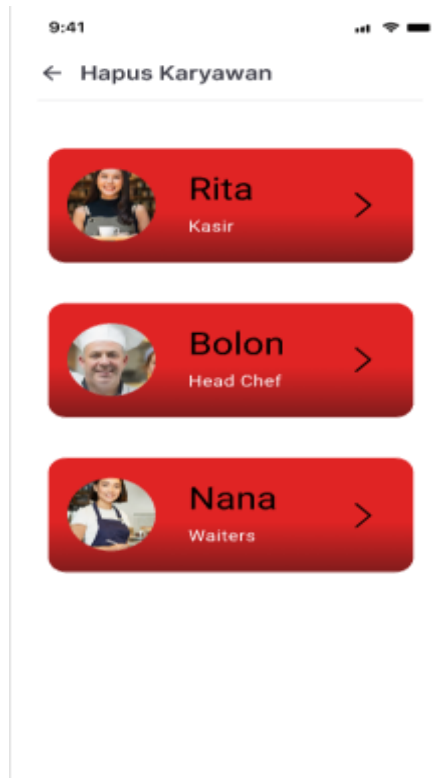 9:41
Hapus Karyawan
Rita
Kasir
Bolon
Head Chef
Nana
Waiters